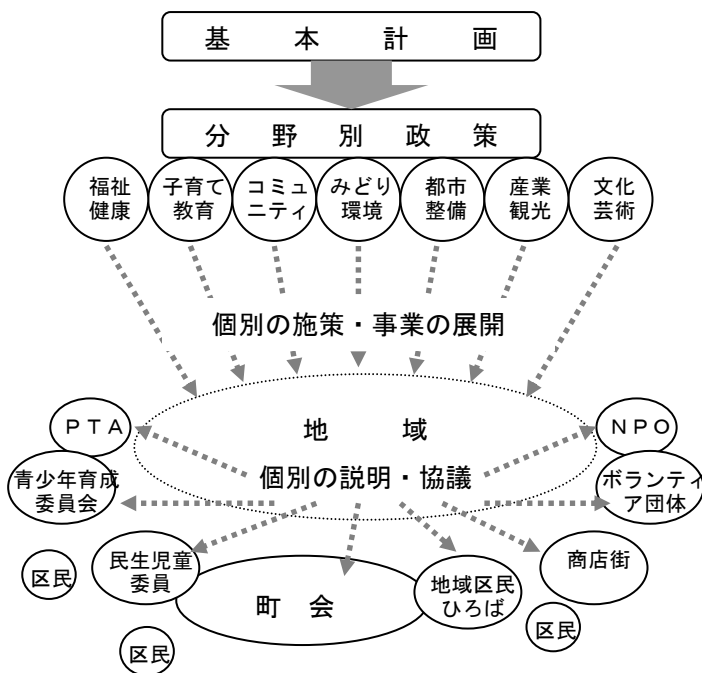 基本計画
分野別政策
福祉
健康
子育て
教育
コミュ
ニティ
みどり
環境
都市
整備
産業
観光
文化
芸術
個別の施策・事業の展開
地域
個別の説明・協議
ＰＴＡ
ＮＰＯ
青少年育成
委員会
ボランティ
ア団体
民生児童
委員
町会
地域区民
ひろば
商店街
区民
区民
区民